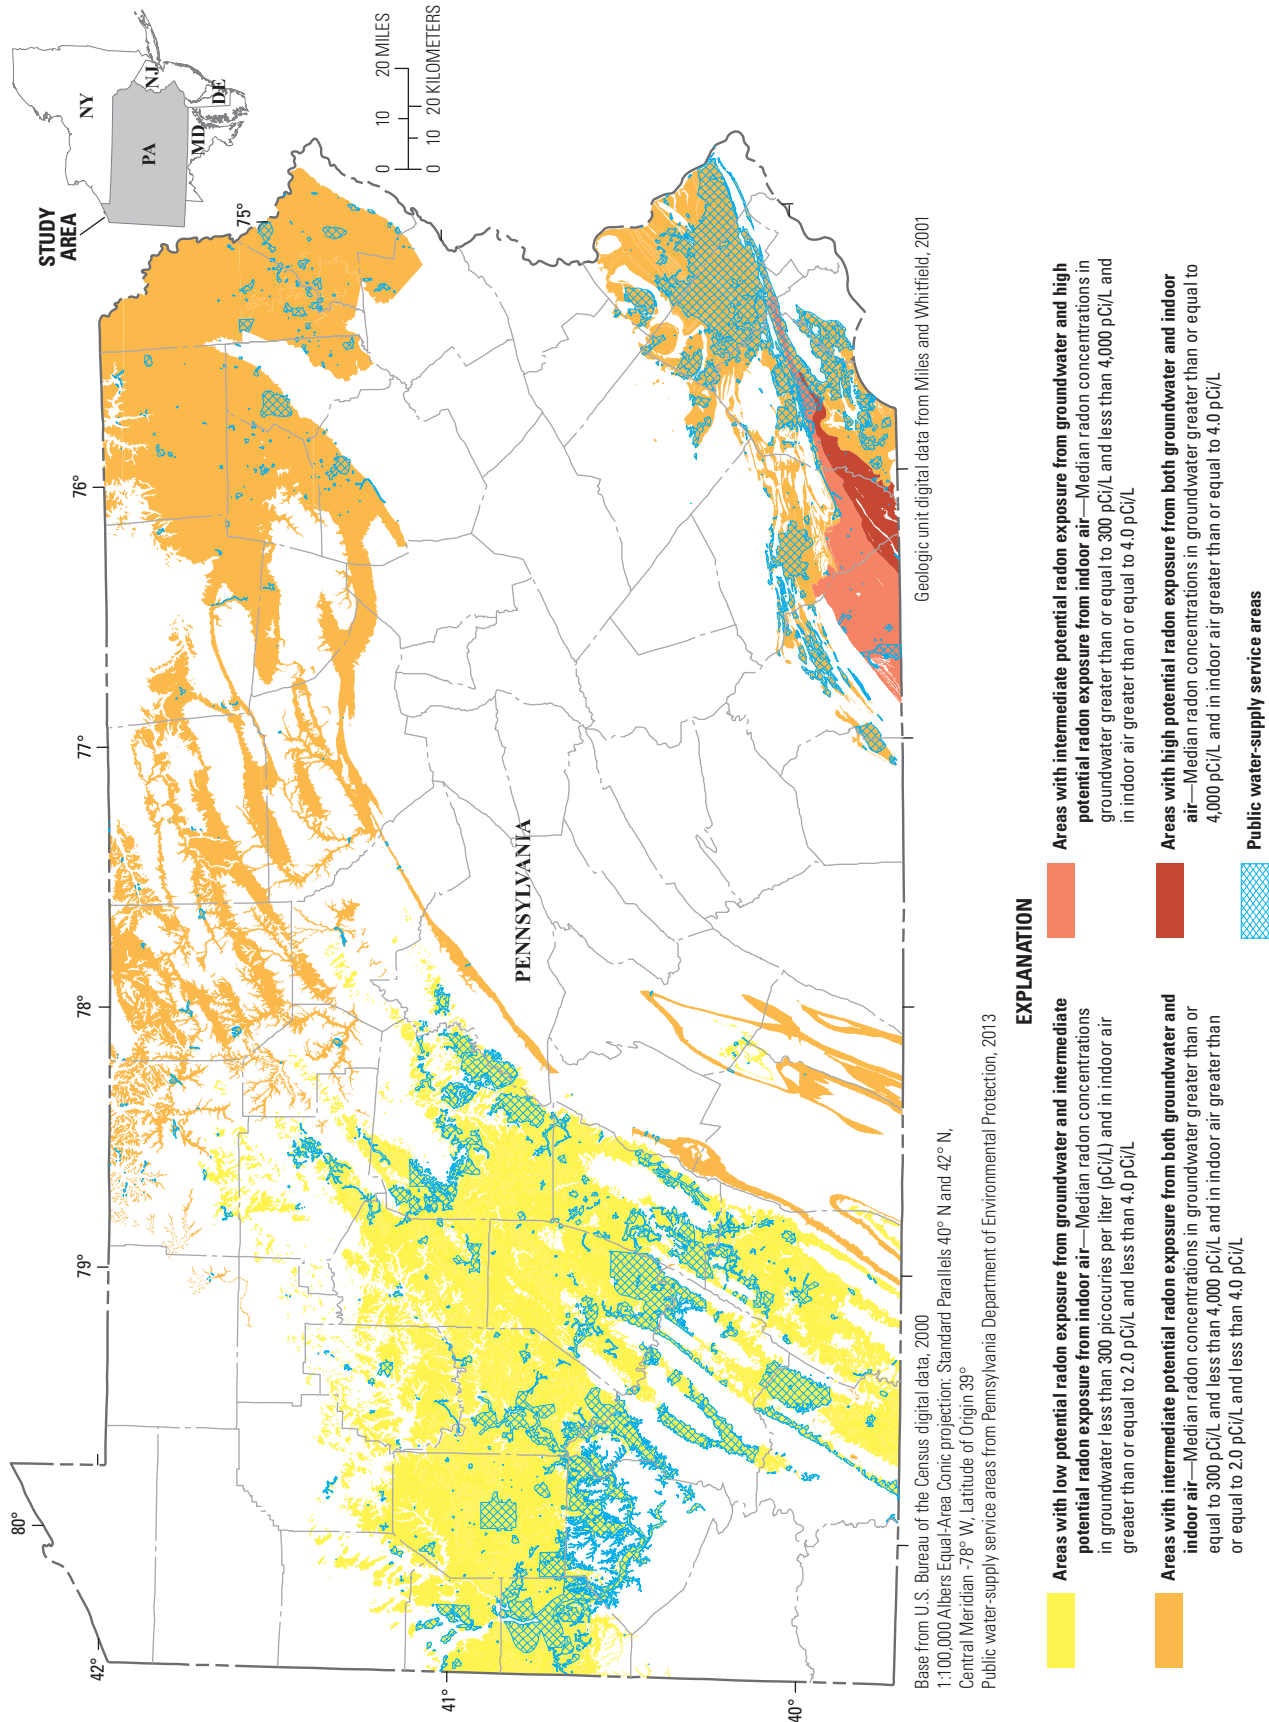 STUDY
AREA
NY
PA
NJ
MD
DE
0 10 20 MILES
0 10 20 KILOMETERS
80°
79°
78°
77°
76°
75°
42°
41°
40°
PENNSYLVANIA
Base from U.S. Bureau of the Census digital data, 2000
1:100,000 Albers Equal-Area Conic projection: Standard Parallels 40° N and 42° N,
Central Meridian -78° W, Latitude of Origin 39°
Public water-supply service areas from Pennsylvania Department of Environmental Protection, 2013
Geologic unit digital data from Miles and Whitfield, 2001
EXPLANATION
Areas with low potential radon exposure from groundwater and intermediate
potential radon exposure from indoor air—Median radon concentrations
in groundwater less than 300 picocuries per liter (pCi/L) and in indoor air
greater than or equal to 2.0 pCi/L and less than 4.0 pCi/L
Areas with intermediate potential radon exposure from both groundwater and
indoor air—Median radon concentrations in groundwater greater than or
equal to 300 pCi/L and less than 4,000 pCi/L and in indoor air greater than
or equal to 2.0 pCi/L and less than 4.0 pCi/L
Areas with intermediate potential radon exposure from groundwater and high
potential radon exposure from indoor air—Median radon concentrations in
groundwater greater than or equal to 300 pCi/L and less than 4,000 pCi/L and
in indoor air greater than or equal to 4.0 pCi/L
Areas with high potential radon exposure from both groundwater and indoor
air—Median radon concentrations in groundwater greater than or equal to
4,000 pCi/L and in indoor air greater than or equal to 4.0 pCi/L
Public water-supply service areas